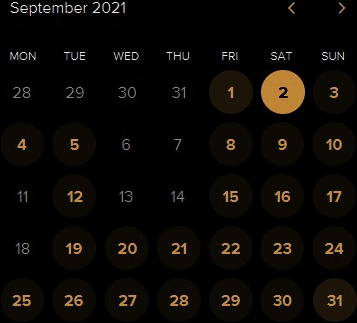 September 2021
MON TUE WED THU FRI SAT SUN
28 29 30 31 1 2 3
4 5 6 7 8 9 10
11 12 13 14 15 16 17
18 19 20 21 22 23 24
25 26 27 28 29 30 31